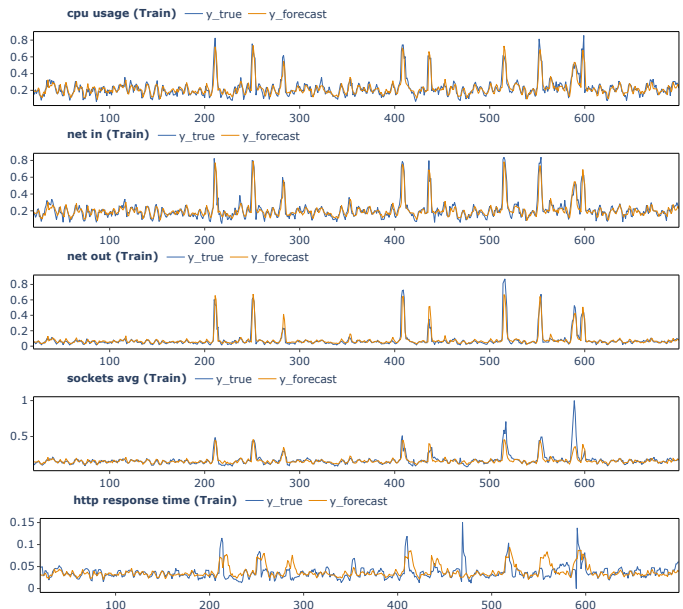 cpu usage (Train) y_true y_forecast
0.8
0.6
0.4
0.2
100 200 300 400 500 600
net in (Train) y_true y_forecast
0.8
0.6
0.4
0.2
100 200 300 400 500 600
net out (Train) y_true y_forecast
0.8
0.6
0.4
0.2
0
100 200 300 400 500 600
sockets avg (Train) y_true y_forecast
1
0.5
100 200 300 400 500 600
http response time (Train) y_true y_forecast
0.15
0.1
0.05
0
100 200 300 400 500 600